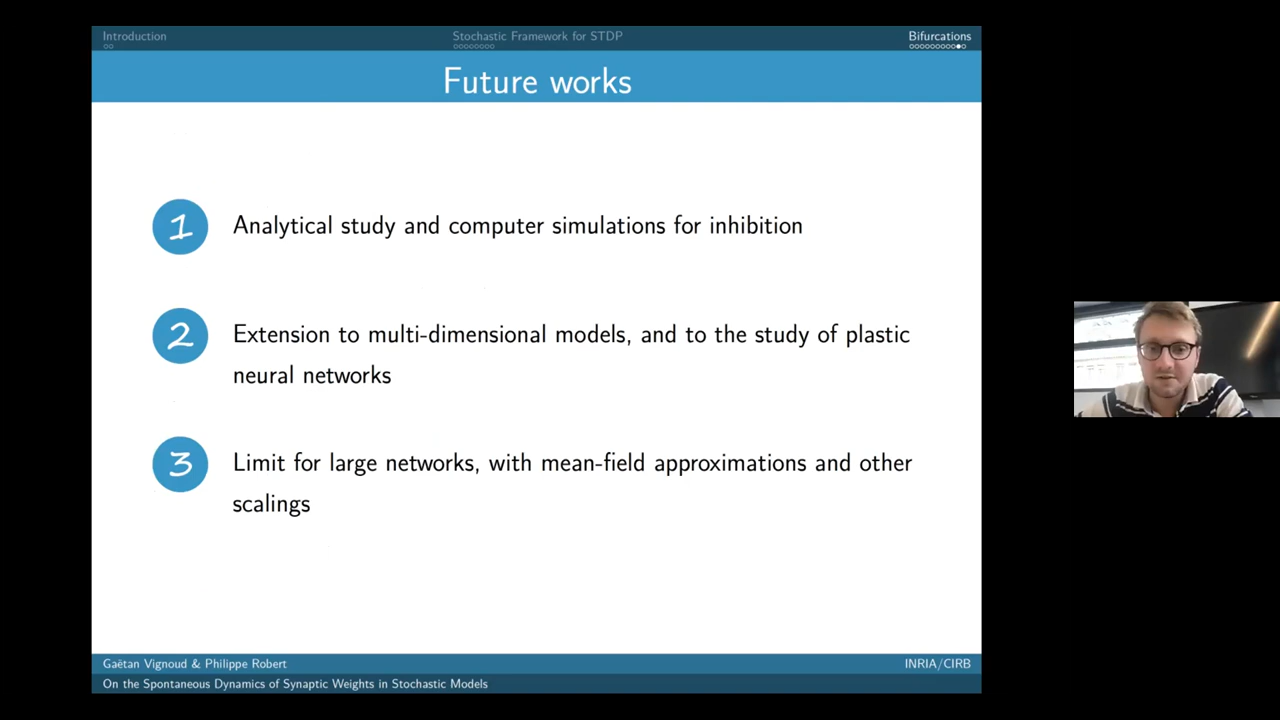 Introduction
Stochastic Framework for STDP
Bifurcations
Future works
1 Analytical study and computer simulations for inhibition
2 Extension to multi-dimensional models, and to the study of plastic
neural networks
3 Limit for large networks, with mean-field approximations and other
scalings
Gaëtan Vignoud & Philippe Robert
INRIA/CIRB
On the Spontaneous Dynamics of Synaptic Weights in Stochastic Models